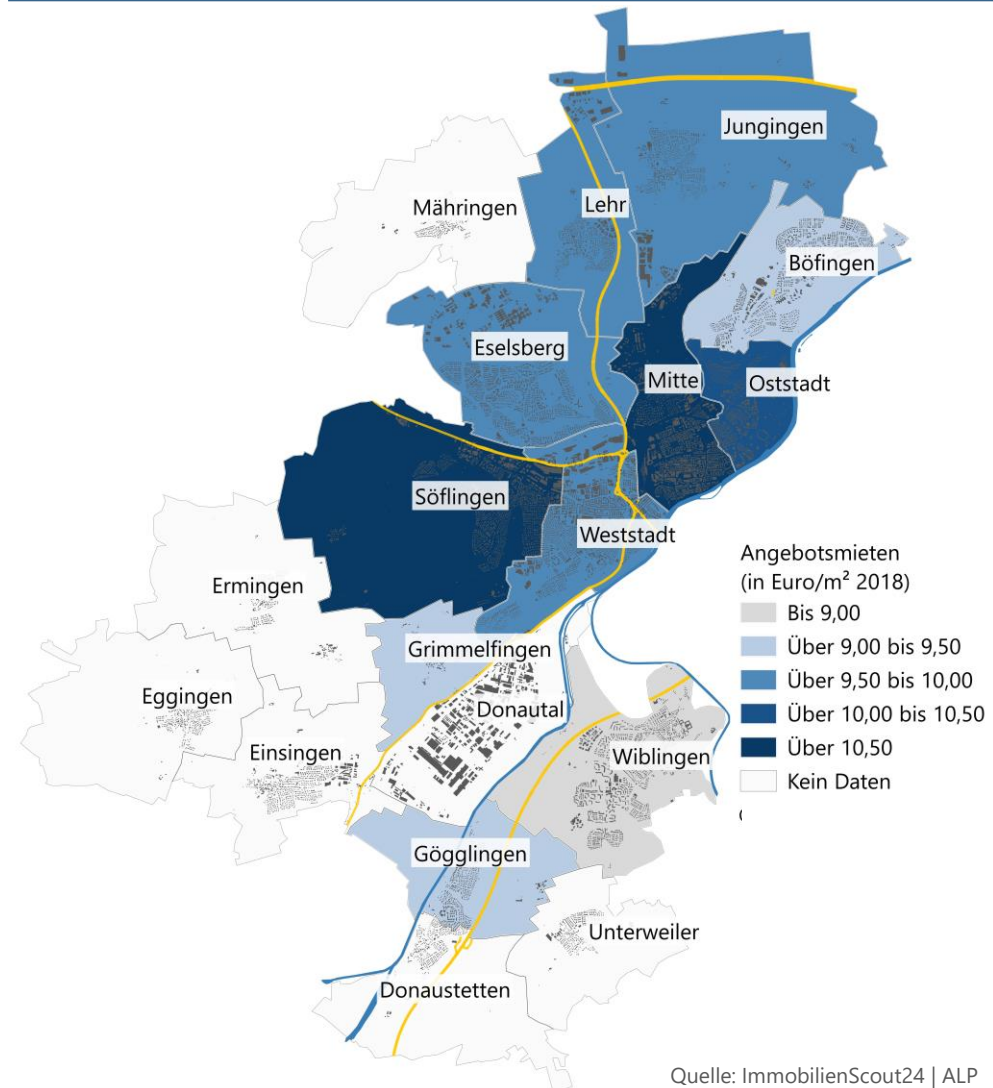 Jungingen
Mähringen
Lehr
Böfingen
Eselsberg
Mitte
Oststadt
Söflingen
Weststadt
Ermingen
Grimmelfingen
Eggingen
Donautal
Einsingen
Wiblingen
Gögglingen
Unterweiler
Donaustetten
Angebotsmieten
(in Euro/m² 2018)
Bis 9,00
Über 9,00 bis 9,50
Über 9,50 bis 10,00
Über 10,00 bis 10,50
Über 10,50
Kein Daten
Quelle: ImmobilienScout24 | ALP